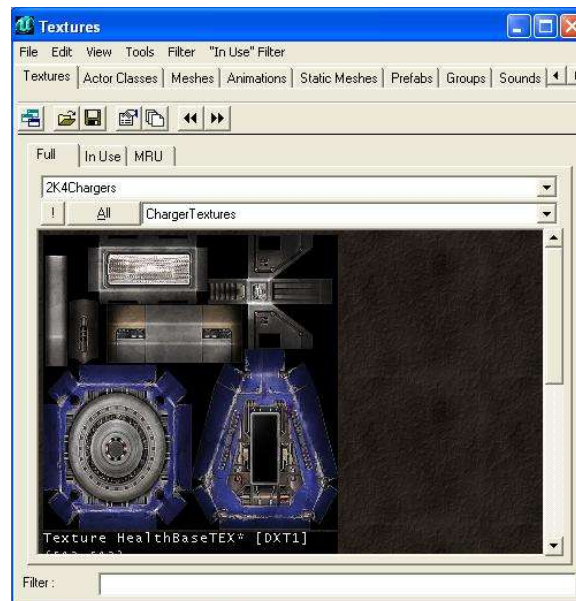 Textures
File Edit View Tools Filter "In Use" Filter
Textures Actor Classes Meshes Animations Static Meshes Prefabs Groups Sounds
Full In Use MRU
2K4Chargers
! All ChargerTextures
Texture HealthBaseTEX* [DXT1]
Filter :